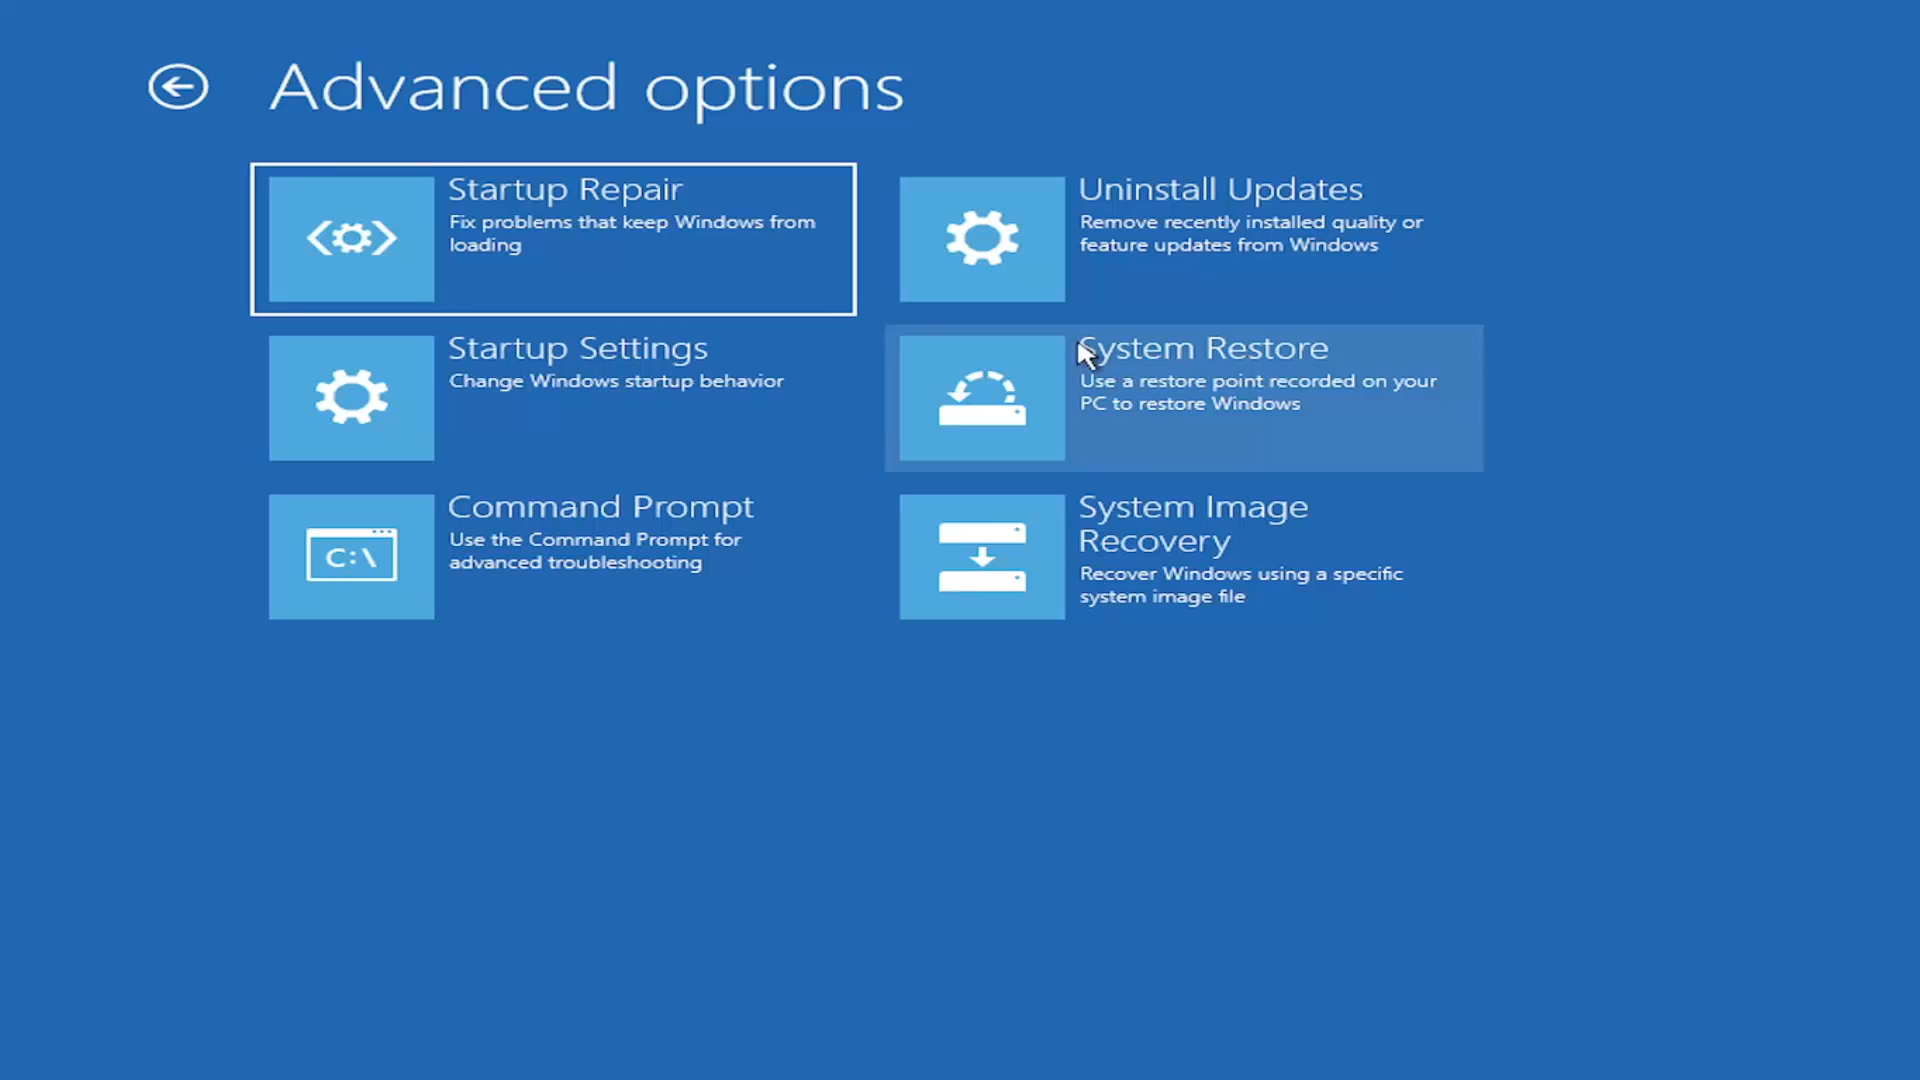 Advanced options
Startup Repair
Fix problems that keep Windows from
loading
Uninstall Updates
Remove recently installed quality or
feature updates from Windows
Startup Settings
Change Windows startup behavior
System Restore
Use a restore point recorded on your
PC to restore Windows
C:\
Command Prompt
Use the Command Prompt for
advanced troubleshooting
System Image
Recovery
Recover Windows using a specific
system image file